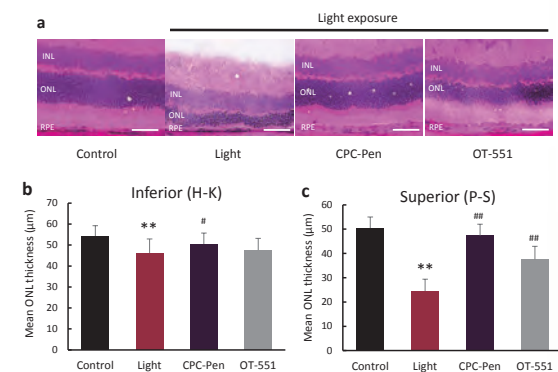 Light exposure
a
INL
ONL
RPE
INL
ONL
RPE
INL
ONL
RPE
INL
ONL
RPE
Control
Light
CPC-Pen
OT-551
b
Inferior (H-K)
Mean ONL thickness (μm)
70
60
50
40
30
20
10
0
**
#
Control
Light
CPC-Pen
OT-551
c
Superior (P-S)
Mean ONL thickness (μm)
60
50
40
30
20
10
0
**
##
##
Control
Light
CPC-Pen
OT-551